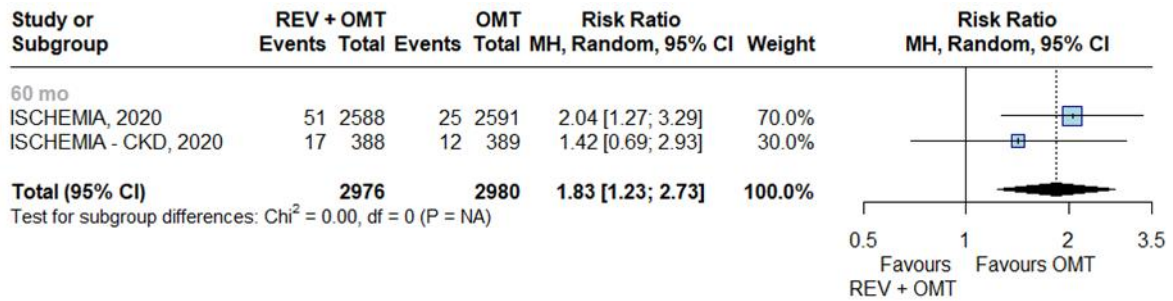 Study or REV + OMT OMT Risk Ratio Risk Ratio
Subgroup Events Total Events Total MH, Random, 95% CI Weight MH, Random, 95% CI
60 mo
ISCHEMIA, 2020 51 2588 25 2591 2.04 [1.27; 3.29] 70.0%
ISCHEMIA - CKD, 2020 17 388 12 389 1.42 [0.69; 2.93] 30.0%
Total (95% CI) 2976 2980 1.83 [1.23; 2.73] 100.0%
Test for subgroup differences: Chi² = 0.00, df = 0 (P = NA)
0.5 1 2 3.5
Favours Favours OMT
REV + OMT